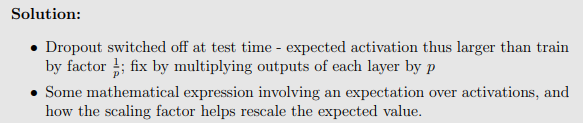 Solution:
• Dropout switched off at test time - expected activation thus larger than train
by factor 1/p; fix by multiplying outputs of each layer by p
• Some mathematical expression involving an expectation over activations, and
how the scaling factor helps rescale the expected value.